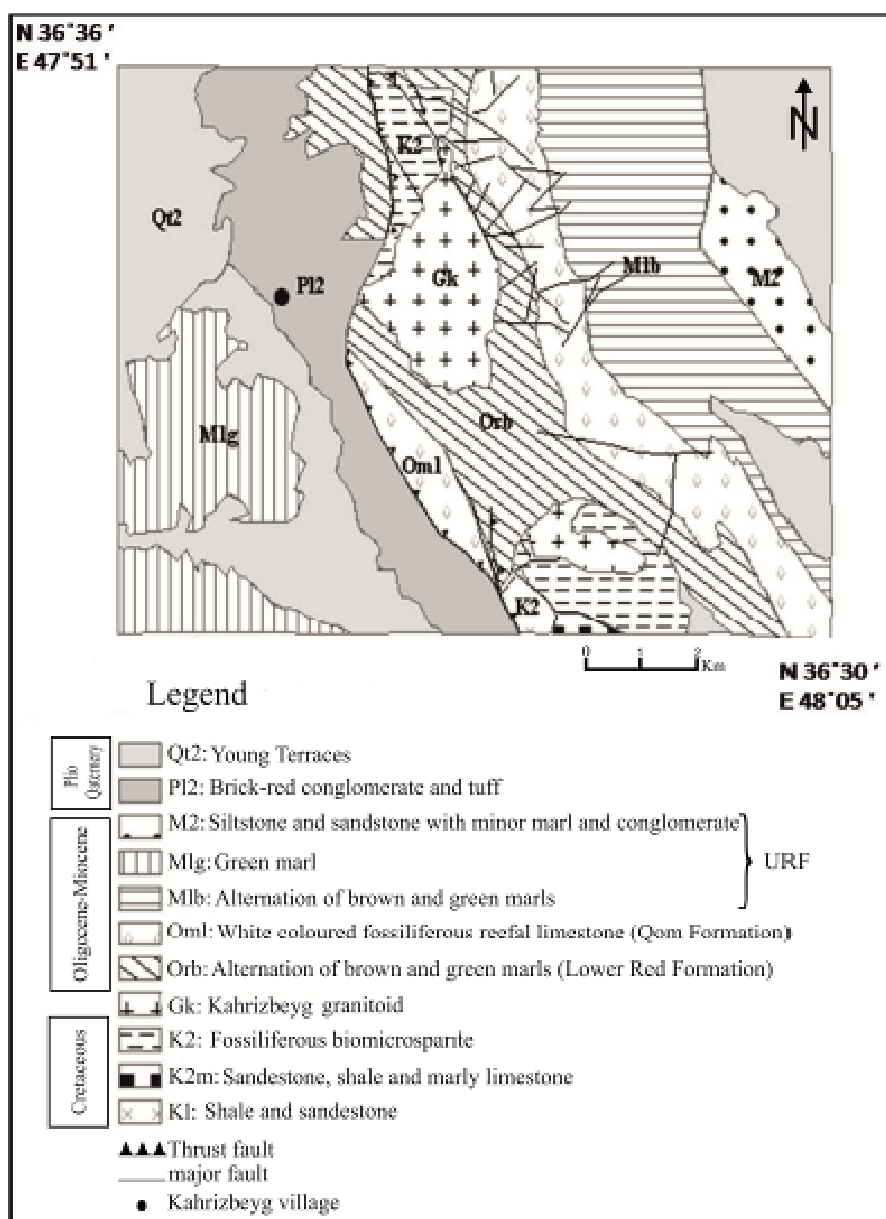 N 36°36 '
E 47°51 '
N
K2
Qt2
Pl2
Gk
Mlb
M2
Mlg
Orb
Oml
K2
0 1 2
Km
N 36°30 '
E 48°05 '
Legend
Plio
Quaternery
Qt2: Young Terraces
Pl2: Brick-red conglomerate and tuff
Oligocene-Miocene
M2: Siltstone and sandstone with minor marl and conglomerate
Mlg: Green marl
URF
Mlb: Alternation of brown and green marls
Oml: White coloured fossiliferous reefal limestone (Qom Formation)
Orb: Alternation of brown and green marls (Lower Red Formation)
Gk: Kahrizbeyg granitoid
Cretaceous
K2: Fossiliferous biomicrosparite
K2m: Sandestone, shale and marly limestone
Kl: Shale and sandestone
Thrust fault
major fault
Kahrizbeyg village